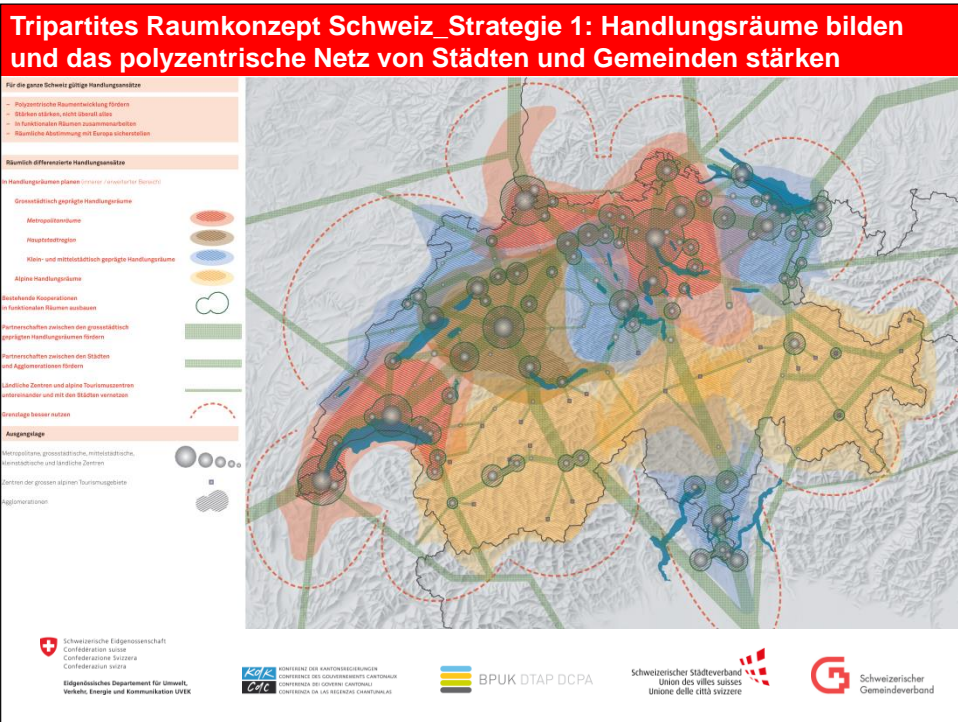 Tripartites Raumkonzept Schweiz_Strategie 1: Handlungsräume bilden
und das polyzentrische Netz von Städten und Gemeinden stärken
Für die ganze Schweiz gültige Handlungsansätze
– Polyzentrische Raumentwicklung fördern
– Stärken stärken, nicht überall alles
– In funktionalen Räumen zusammenarbeiten
– Räumliche Abstimmung mit Europa sicherstellen
Räumlich differenzierte Handlungsansätze
In Handlungsräumen planen (innerer / erweiterter Bereich)
Grossstädtisch geprägte Handlungsräume
Metropolitanräume
Hauptstadtregion
Klein- und mittelstädtisch geprägte Handlungsräume
Alpine Handlungsräume
Bestehende Kooperationen
in funktionalen Räumen ausbauen
Partnerschaften zwischen den grossstädtisch
geprägten Handlungsräumen fördern
Partnerschaften zwischen den Städten
und Agglomerationen fördern
Ländliche Zentren und alpine Tourismuszentren
untereinander und mit den Städten vernetzen
Grenzlage besser nutzen
Ausgangslage
Metropolitane, grossstädtische, mittelstädtische,
kleinstädtische und ländliche Zentren
Zentren der grossen alpinen Tourismusgebiete
Agglomerationen
Schweizerische Eidgenossenschaft
Confédération suisse
Confederazione Svizzera
Confederaziun svizra
Eidgenössisches Departement für Umwelt,
Verkehr, Energie und Kommunikation UVEK
KdK
CdC
KONFERENZ DER KANTONSREGIERUNGEN
CONFERENCE DES GOUVERNEMENTS CANTONAUX
CONFERENZA DEI GOVERNI CANTONALI
CONFERENZA DA LAS REGENZAS CHANTUNALAS
BPUK DTAP DCPA
Schweizerischer Städteverband
Union des villes suisses
Unione delle città svizzere
Schweizerischer
Gemeindeverband